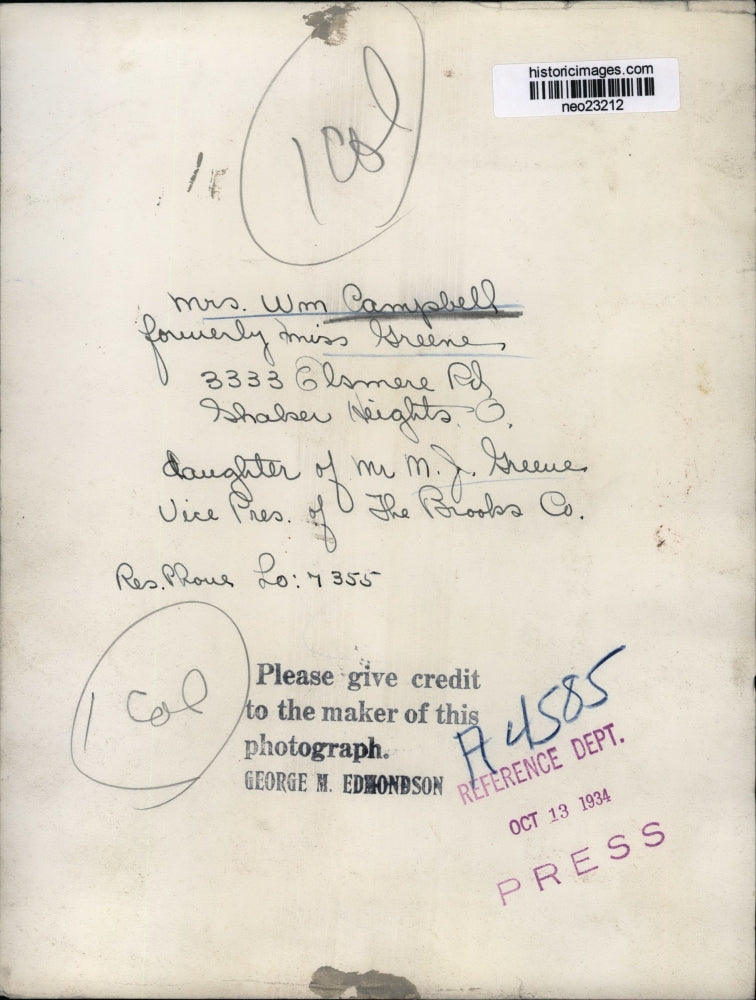 historicimages.com
neo23212
1 Col
Mrs. Wm Campbell
formerly Miss Greene
3333 Elsmere Rd
Shaker Heights, O.
daughter of Mr M. J. Greene
Vice Pres. of The Brooks Co.
Res. Phone Lo: 7355
1 Col
Please give credit
to the maker of this
photograph.
GEORGE M. EDMONDSON
A4585
REFERENCE DEPT.
OCT 13 1934
PRESS